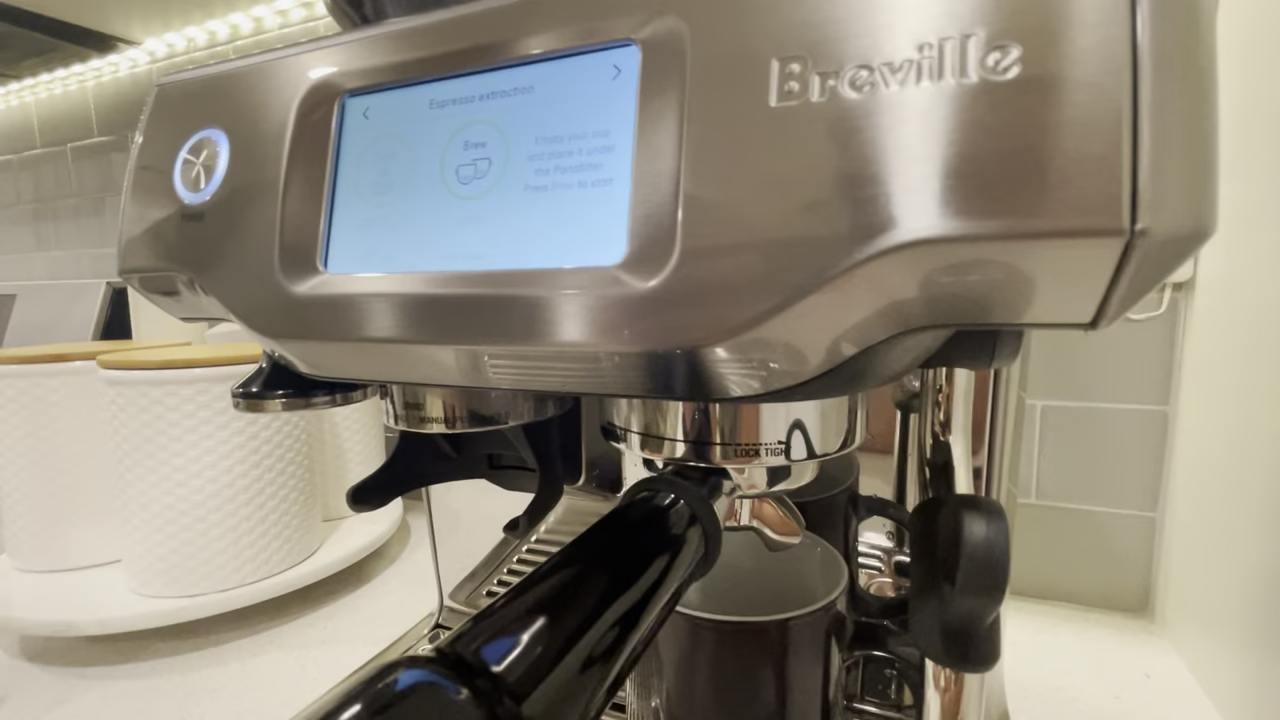 Breville
Espresso extraction
Brew
Empty your cup
and place it under
the Portafilter.
Press Brew to start
LOCK TIGH